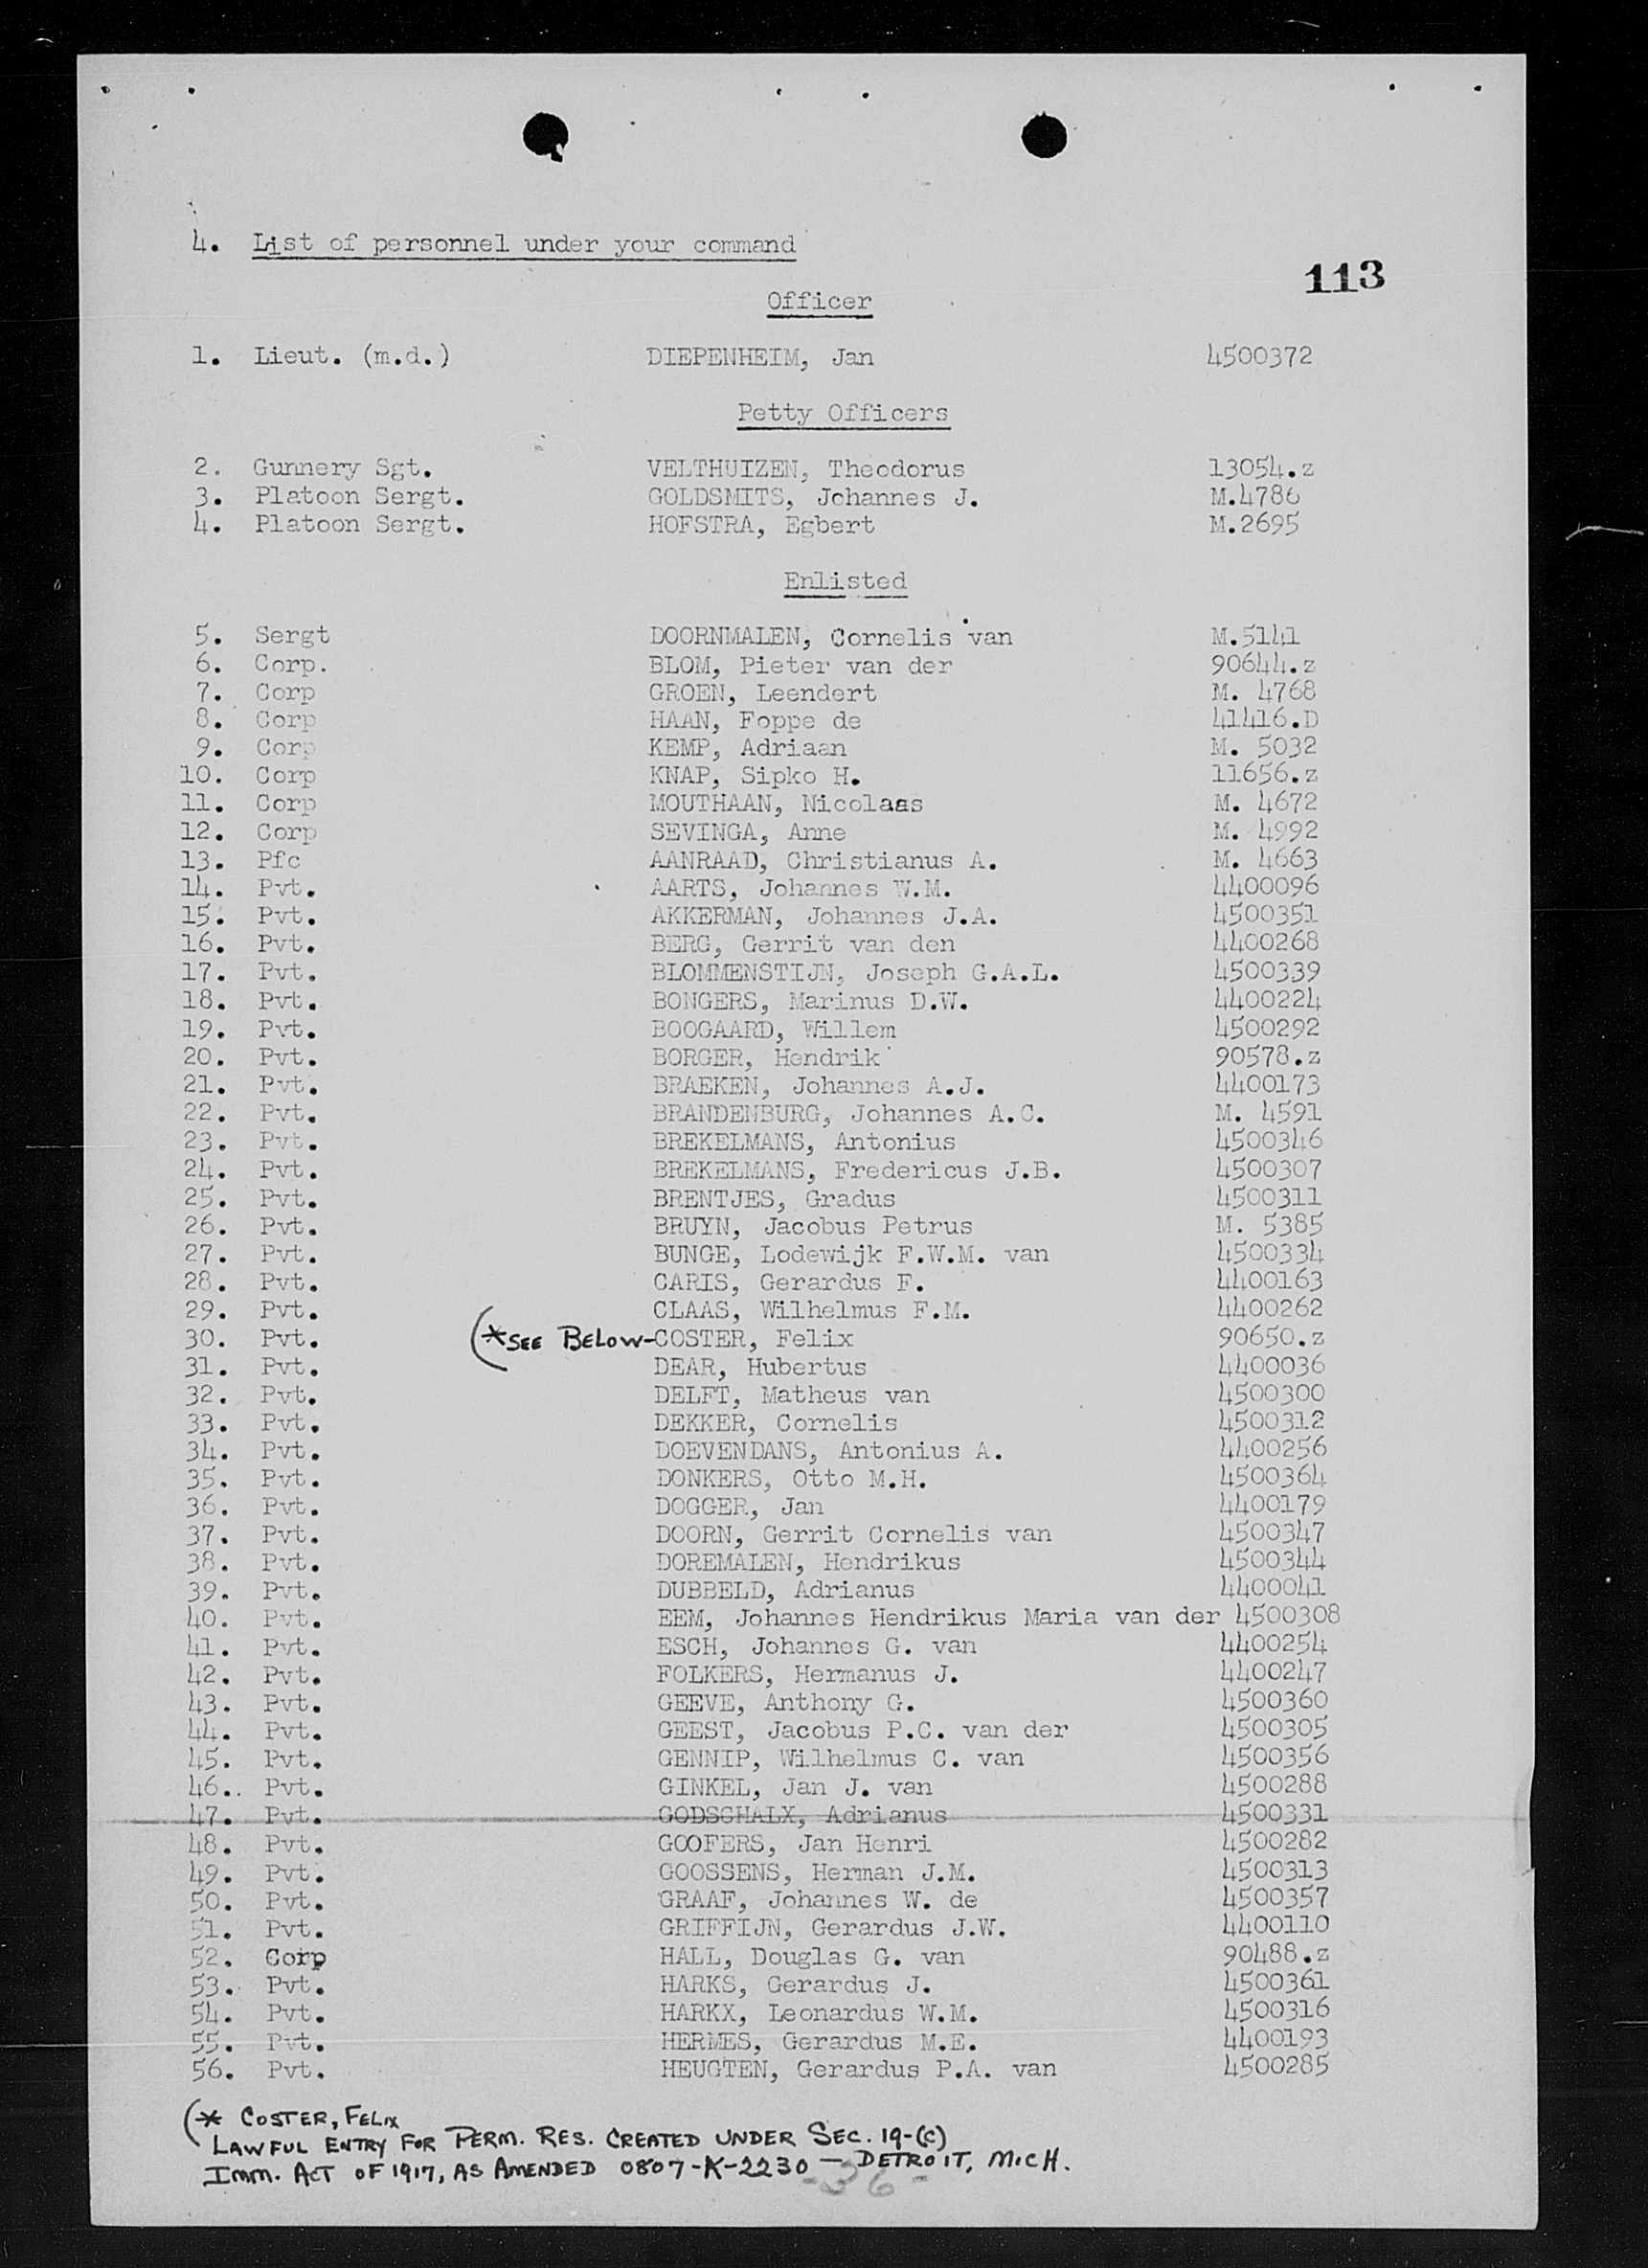 4. List of personnel under your command
113
Officer
1. Lieut. (m.d.) DIEPENHEIM, Jan 4500372
Petty Officers
2. Gunnery Sgt. VELTHUIZEN, Theodorus 13054.z
3. Platoon Sergt. GOLDSMITS, Johannes J. M.4786
4. Platoon Sergt. HOFSTRA, Egbert M.2695
Enlisted
5. Sergt DOORNMALEN, Cornelis van M.5141
6. Corp. BLOM, Pieter van der 90644.z
7. Corp GROEN, Leendert M. 4768
8. Corp HAAN, Foppe de 41416.D
9. Corp KEMP, Adriaan M. 5032
10. Corp KNAP, Sipko H. 11656.z
11. Corp MOUTHAAN, Nicolaas M. 4672
12. Corp SEVINGA, Anne M. 4992
13. Pfc AANRAAD, Christianus A. M. 4663
14. Pvt. AARTS, Johannes W.M. 4400096
15. Pvt. AKKERMAN, Johannes J.A. 4500351
16. Pvt. BERG, Gerrit van den 4400268
17. Pvt. BLOMMENSTIJN, Joseph G.A.L. 4500339
18. Pvt. BONGERS, Marinus D.W. 4400224
19. Pvt. BOOGAARD, Willem 4500292
20. Pvt. BORGER, Hendrik 90578.z
21. Pvt. BRAEKEN, Johannes A.J. 4400173
22. Pvt. BRANDENBURG, Johannes A.C. M. 4591
23. Pvt. BREKELMANS, Antonius 4500346
24. Pvt. BREKELMANS, Fredericus J.B. 4500307
25. Pvt. BRENTJES, Gradus 4500311
26. Pvt. BRUYN, Jacobus Petrus M. 5385
27. Pvt. BUNGE, Lodewijk F.W.M. van 4500334
28. Pvt. CARIS, Gerardus F. 4400163
29. Pvt. CLAAS, Wilhelmus F.M. 4400262
30. Pvt. (* SEE BELOW- COSTER, Felix 90650.z
31. Pvt. DEAR, Hubertus 4400036
32. Pvt. DELFT, Matheus van 4500300
33. Pvt. DEKKER, Cornelis 4500312
34. Pvt. DOEVENDANS, Antonius A. 4400256
35. Pvt. DONKERS, Otto M.H. 4500364
36. Pvt. DOGGER, Jan 4400179
37. Pvt. DOORN, Gerrit Cornelis van 4500347
38. Pvt. DOREMALEN, Hendrikus 4500344
39. Pvt. DUBBELD, Adrianus 4400041
40. Pvt. EEM, Johannes Hendrikus Maria van der 4500308
41. Pvt. ESCH, Johannes G. van 4400254
42. Pvt. FOLKERS, Hermanus J. 4400247
43. Pvt. GEEVE, Anthony G. 4500360
44. Pvt. GEEST, Jacobus P.C. van der 4500305
45. Pvt. GENNIP, Wilhelmus C. van 4500356
46.. Pvt. GINKEL, Jan J. van 4500288
47. Pvt. GODSCHALX, Adrianus 4500331
48. Pvt. GOOFERS, Jan Henri 4500282
49. Pvt. GOOSSENS, Herman J.M. 4500313
50. Pvt. GRAAF, Johannes W. de 4500357
51. Pvt. GRIFFIJN, Gerardus J.W. 4400110
52. Corp HALL, Douglas G. van 90488.z
53. Pvt. HARKS, Gerardus J. 4500361
54. Pvt. HARKX, Leonardus W.M. 4500316
55. Pvt. HERMES, Gerardus M.E. 4400193
56. Pvt. HEUGTEN, Gerardus P.A. van 4500285
(* COSTER, FELIX
LAWFUL ENTRY FOR PERM. RES. CREATED UNDER SEC. 19-(C)
IMM. ACT OF 1917, AS AMENDED 0807-K-2230 — DETROIT, MICH.
-36-